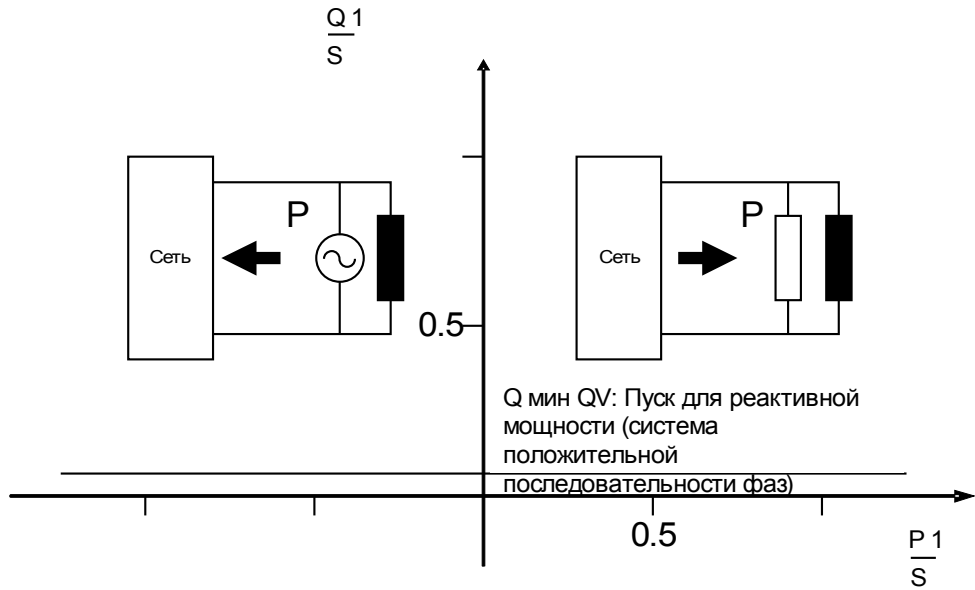 Q 1
S
P
P
Сеть
Сеть
0.5
Q мин QV: Пуск для реактивной
мощности (система
положительной
последовательности фаз)
0.5
P 1
S